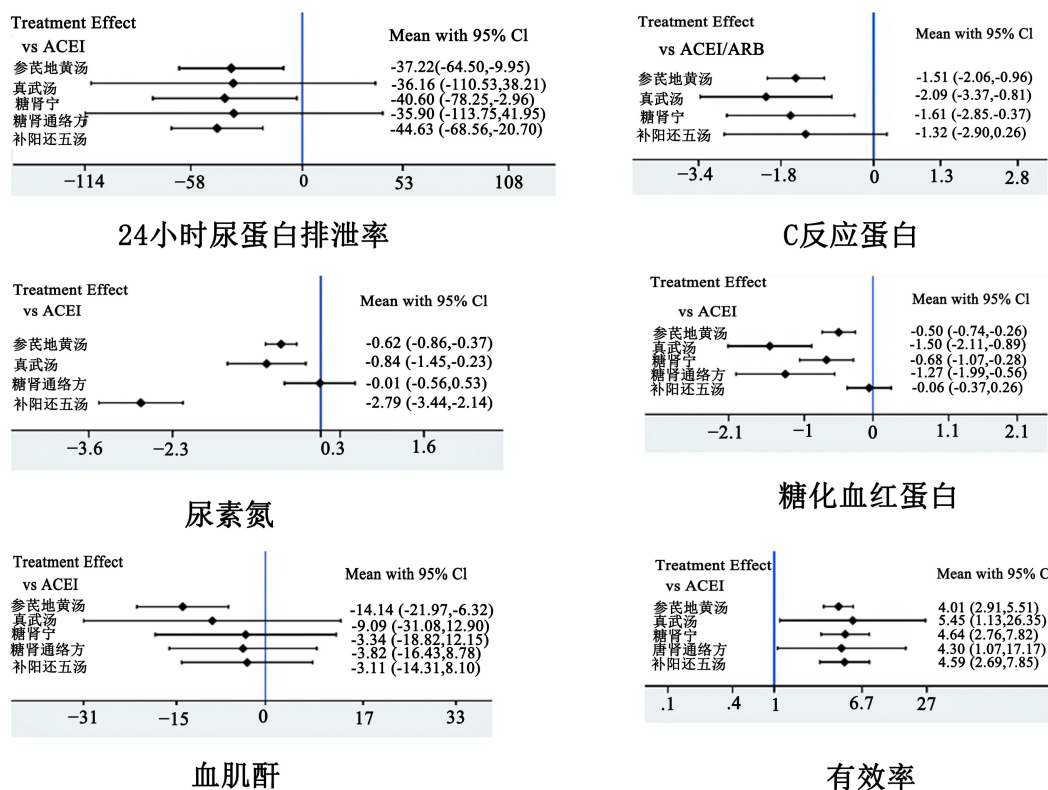 Treatment Effect
vs ACEI
Mean with 95% Cl
参芪地黄汤 -37.22(-64.50,-9.95)
真武汤 -36.16 (-110.53,38.21)
糖肾宁 -40.60 (-78.25,-2.96)
糖肾通络方 -35.90 (-113.75,41.95)
补阳还五汤 -44.63 (-68.56,-20.70)
−114 −58 0 53 108
24小时尿蛋白排泄率
Treatment Effect
vs ACEI/ARB
Mean with 95% Cl
参芪地黄汤 -1.51 (-2.06,-0.96)
真武汤 -2.09 (-3.37,-0.81)
糖肾宁 -1.61 (-2.85,-0.37)
补阳还五汤 -1.32 (-2.90,0.26)
−3.4 −1.8 0 1.3 2.8
C反应蛋白
Treatment Effect
vs ACEI
Mean with 95% Cl
参芪地黄汤 -0.62 (-0.86,-0.37)
真武汤 -0.84 (-1.45,-0.23)
糖肾通络方 -0.01 (-0.56,0.53)
补阳还五汤 -2.79 (-3.44,-2.14)
−3.6 −2.3 0.3 1.6
尿素氮
Treatment Effect
vs ACEI
Mean with 95% Cl
参芪地黄汤 -0.50 (-0.74,-0.26)
真武汤 -1.50 (-2.11,-0.89)
糖肾宁 -0.68 (-1.07,-0.28)
糖肾通络方 -1.27 (-1.99,-0.56)
补阳还五汤 -0.06 (-0.37,0.26)
−2.1 −1 0 1.1 2.1
糖化血红蛋白
Treatment Effect
vs ACEI
Mean with 95% Cl
参芪地黄汤 -14.14 (-21.97,-6.32)
真武汤 -9.09 (-31.08,12.90)
糖肾宁 -3.34 (-18.82,12.15)
糖肾通络方 -3.82 (-16.43,8.78)
补阳还五汤 -3.11 (-14.31,8.10)
−31 −15 0 17 33
血肌酐
Treatment Effect
vs ACEI
Mean with 95% C
参芪地黄汤 4.01 (2.91,5.51)
真武汤 5.45 (1.13,26.35)
糖肾宁 4.64 (2.76,7.82)
唐肾通络方 4.30 (1.07,17.17)
补阳还五汤 4.59 (2.69,7.85)
.1 .4 1 6.7 27
有效率